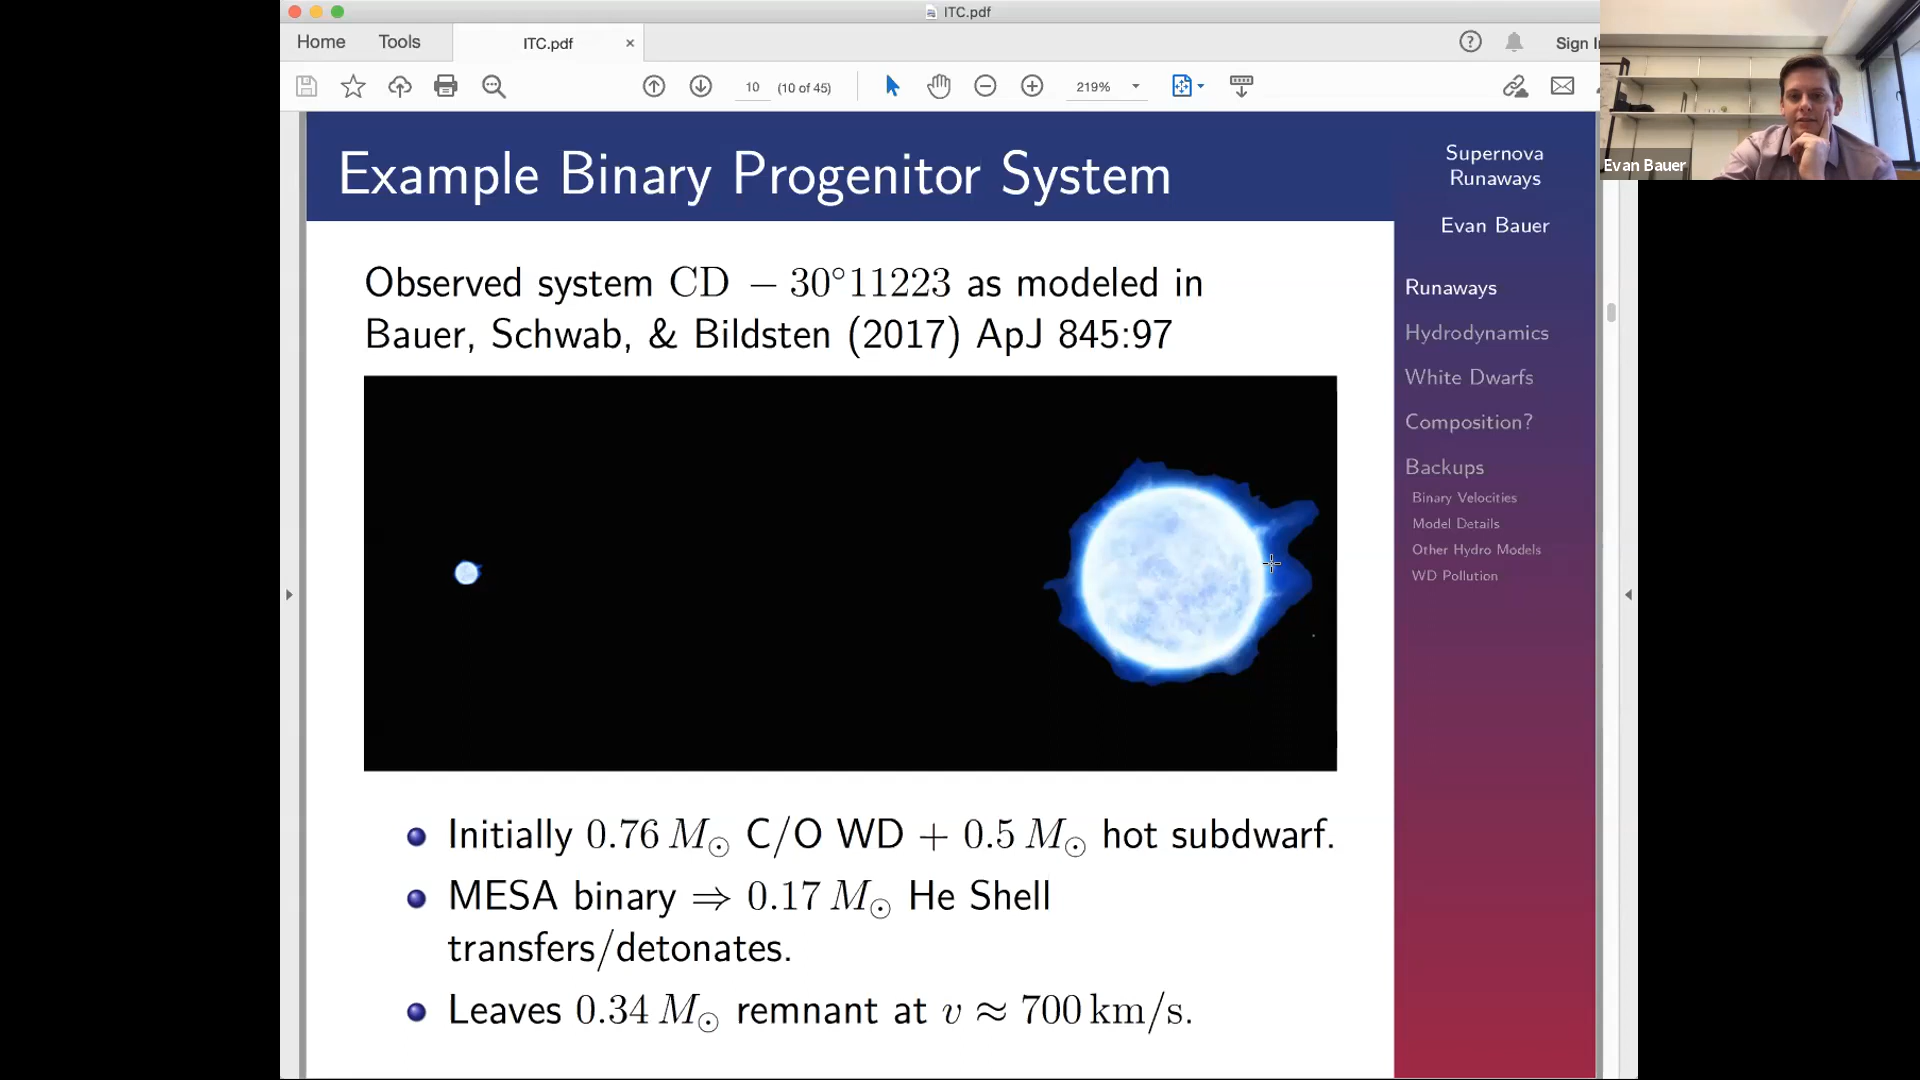 ITC.pdf
Home Tools ITC.pdf × Sign
10 (10 of 45) 219%
Evan Bauer
Example Binary Progenitor System
Observed system CD − 30°11223 as modeled in
Bauer, Schwab, & Bildsten (2017) ApJ 845:97
Initially 0.76 M⊙ C/O WD + 0.5 M⊙ hot subdwarf.
MESA binary ⇒ 0.17 M⊙ He Shell
transfers/detonates.
Leaves 0.34 M⊙ remnant at v ≈ 700 km/s.
Supernova
Runaways
Evan Bauer
Runaways
Hydrodynamics
White Dwarfs
Composition?
Backups
Binary Velocities
Model Details
Other Hydro Models
WD Pollution